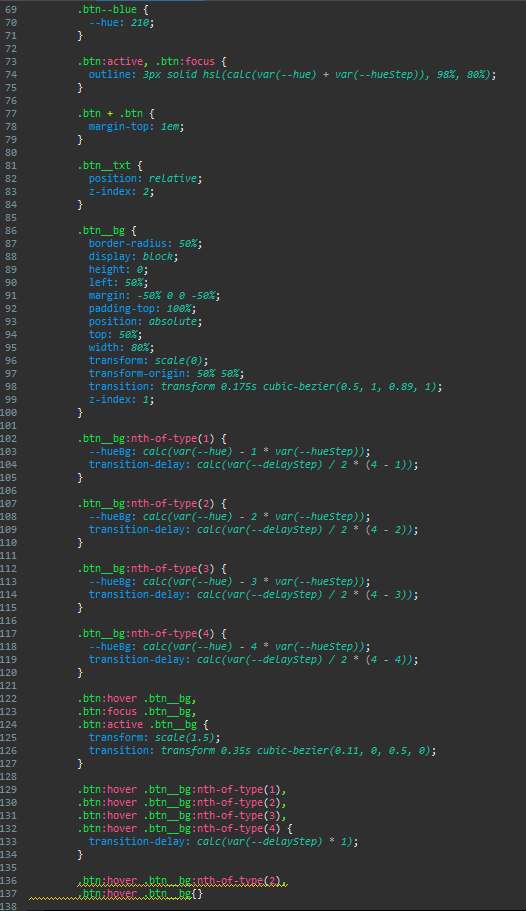 69 .btn--blue {
70 --hue: 210;
71 }
72
73 .btn:active, .btn:focus {
74 outline: 3px solid hsl(calc(var(--hue) + var(--hueStep)), 98%, 80%);
75 }
76
77 .btn + .btn {
78 margin-top: 1em;
79 }
80
81 .btn__txt {
82 position: relative;
83 z-index: 2;
84 }
85
86 .btn__bg {
87 border-radius: 50%;
88 display: block;
89 height: 0;
90 left: 50%;
91 margin: -50% 0 0 -50%;
92 padding-top: 100%;
93 position: absolute;
94 top: 50%;
95 width: 80%;
96 transform: scale(0);
97 transform-origin: 50% 50%;
98 transition: transform 0.175s cubic-bezier(0.5, 1, 0.89, 1);
99 z-index: 1;
100 }
101
102 .btn__bg:nth-of-type(1) {
103 --hueBg: calc(var(--hue) - 1 * var(--hueStep));
104 transition-delay: calc(var(--delayStep) / 2 * (4 - 1));
105 }
106
107 .btn__bg:nth-of-type(2) {
108 --hueBg: calc(var(--hue) - 2 * var(--hueStep));
109 transition-delay: calc(var(--delayStep) / 2 * (4 - 2));
110 }
111
112 .btn__bg:nth-of-type(3) {
113 --hueBg: calc(var(--hue) - 3 * var(--hueStep));
114 transition-delay: calc(var(--delayStep) / 2 * (4 - 3));
115 }
116
117 .btn__bg:nth-of-type(4) {
118 --hueBg: calc(var(--hue) - 4 * var(--hueStep));
119 transition-delay: calc(var(--delayStep) / 2 * (4 - 4));
120 }
121
122 .btn:hover .btn__bg,
123 .btn:focus .btn__bg,
124 .btn:active .btn__bg {
125 transform: scale(1.5);
126 transition: transform 0.35s cubic-bezier(0.11, 0, 0.5, 0);
127 }
128
129 .btn:hover .btn__bg:nth-of-type(1),
130 .btn:hover .btn__bg:nth-of-type(2),
131 .btn:hover .btn__bg:nth-of-type(3),
132 .btn:hover .btn__bg:nth-of-type(4) {
133 transition-delay: calc(var(--delayStep) * 1);
134 }
135
136 .btn:hover .btn__bg:nth-of-type(2),
137 .btn:hover .btn__bg{}
138